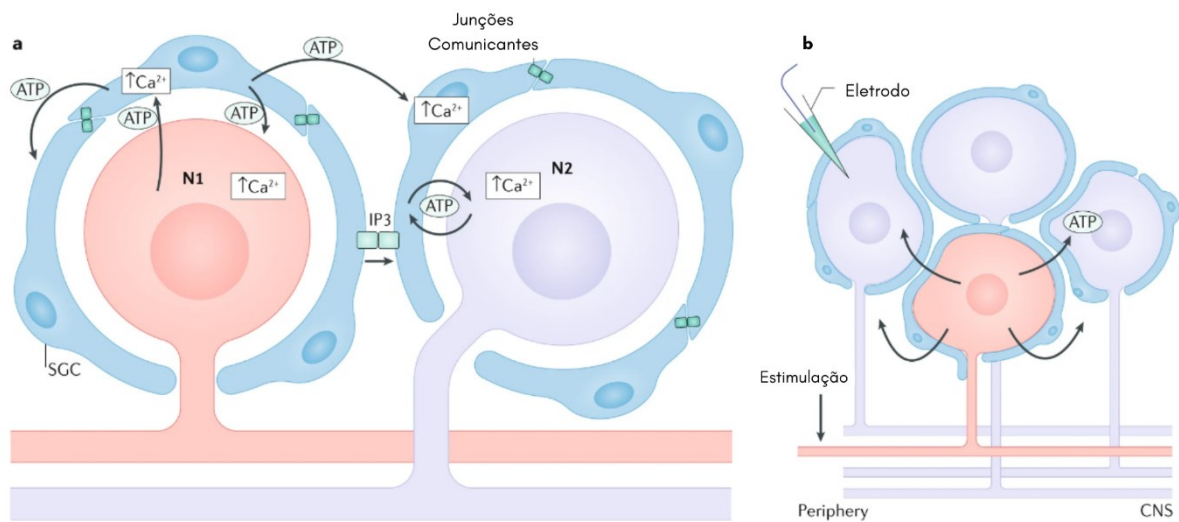 a
ATP
ATP
Junções
Comunicantes
↑Ca²⁺
ATP
ATP
ATP
↑Ca²⁺
N1
↑Ca²⁺
N2
↑Ca²⁺
ATP
IP3
SGC
b
Eletrodo
ATP
Estimulação
Periphery
CNS